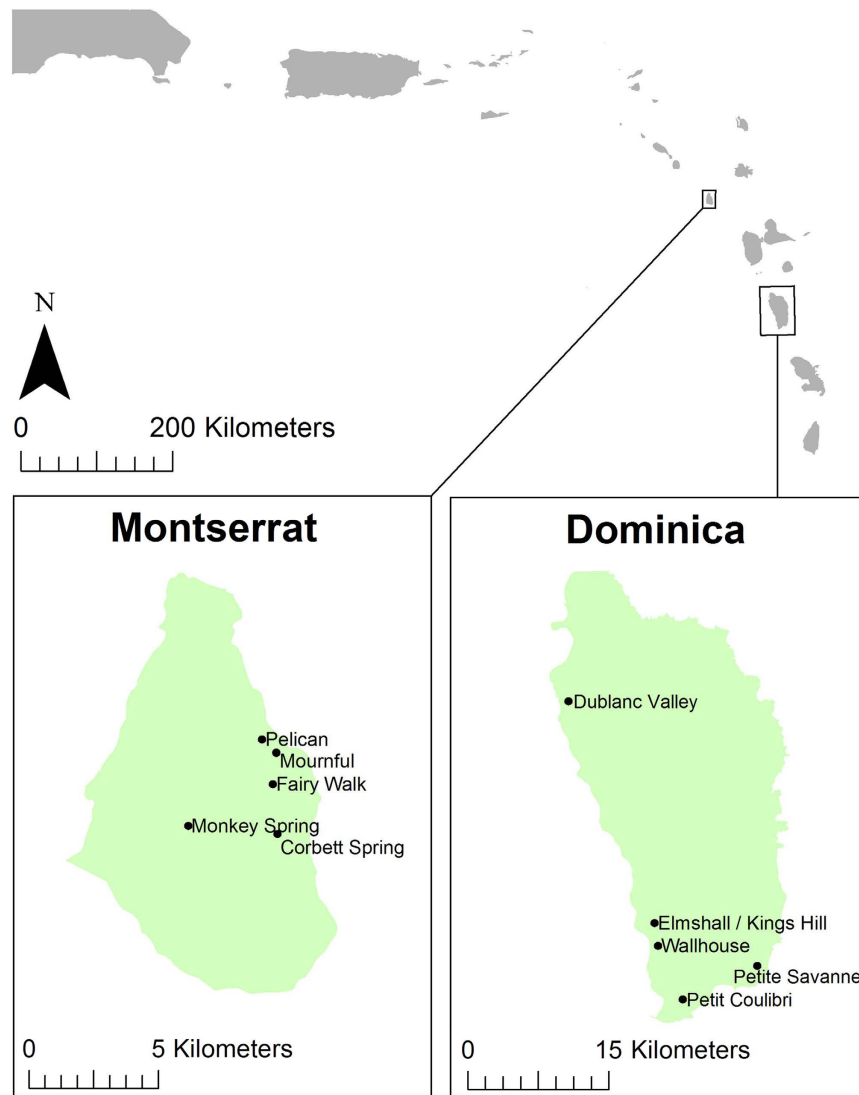 N
0 200 Kilometers
Montserrat
Pelican
Mournful
Fairy Walk
Monkey Spring
Corbett Spring
0 5 Kilometers
Dominica
Dublanc Valley
Elmshall / Kings Hill
Wallhouse
Petite Savanne
Petit Coulibri
0 15 Kilometers